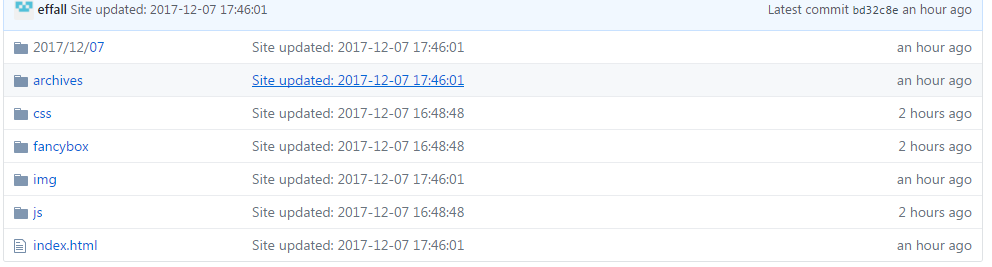 effall Site updated: 2017-12-07 17:46:01 Latest commit bd32c8e an hour ago
2017/12/07 Site updated: 2017-12-07 17:46:01 an hour ago
archives Site updated: 2017-12-07 17:46:01 an hour ago
css Site updated: 2017-12-07 16:48:48 2 hours ago
fancybox Site updated: 2017-12-07 16:48:48 2 hours ago
img Site updated: 2017-12-07 17:46:01 an hour ago
js Site updated: 2017-12-07 16:48:48 2 hours ago
index.html Site updated: 2017-12-07 17:46:01 an hour ago